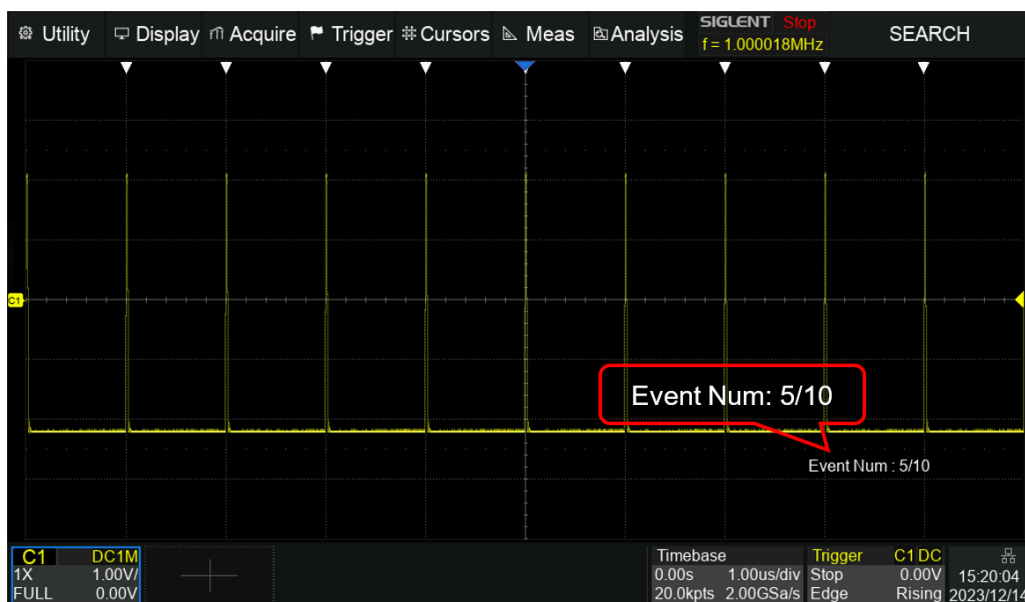 Utility Display Acquire Trigger Cursors Meas Analysis SIGLENT Stop SEARCH
f = 1.000018MHz
C1
Event Num: 5/10
Event Num : 5/10
C1 DC1M Timebase Trigger C1 DC
1X 1.00V/ 0.00s 1.00us/div Stop 0.00V 15:20:04
FULL 0.00V 20.0kpts 2.00GSa/s Edge Rising 2023/12/14